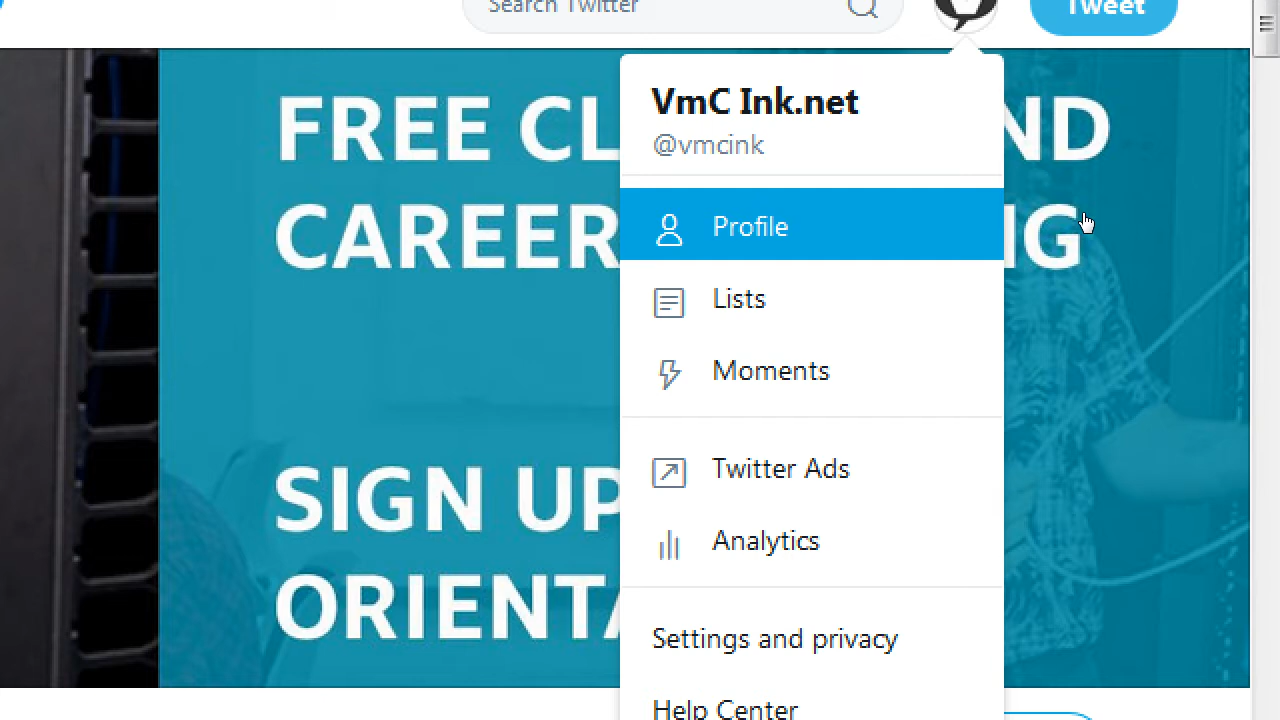 Search Twitter
Tweet
FREE CL ND
CAREER NG
SIGN UP
ORIENTA
VmC Ink.net
@vmcink
Profile
Lists
Moments
Twitter Ads
Analytics
Settings and privacy
Help Center